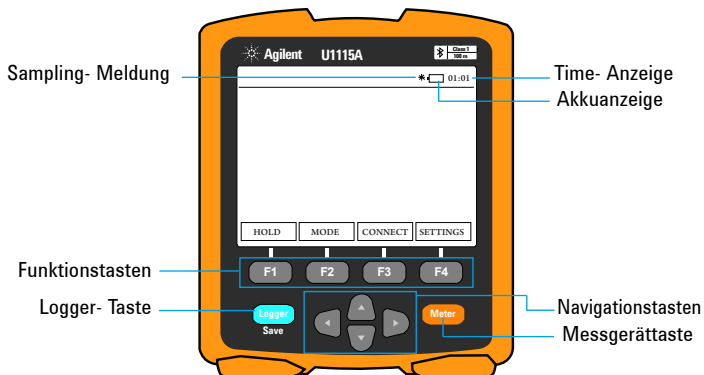 Agilent U1115A
Class 1
100 m
Sampling- Meldung
01:01
Time- Anzeige
Akkuanzeige
HOLD MODE CONNECT SETTINGS
Funktionstasten
F1 F2 F3 F4
Logger- Taste
Logger
Save
Meter
Navigationstasten
Messgerättaste